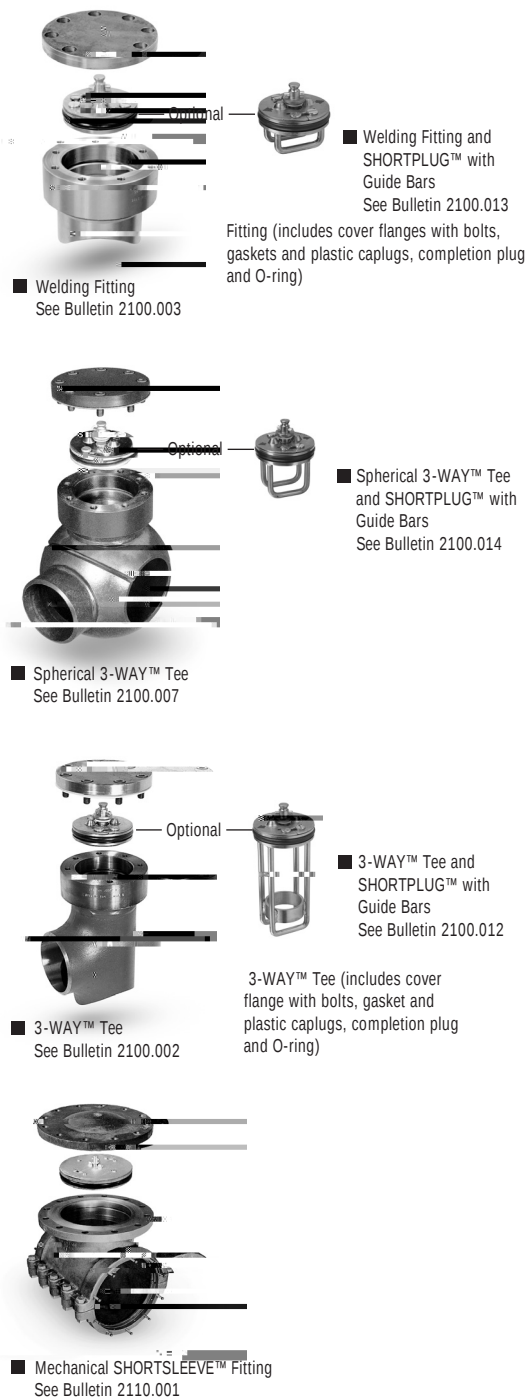 Optional
■ Welding Fitting and
SHORTPLUG™ with
Guide Bars
See Bulletin 2100.013
Fitting (includes cover flanges with bolts,
gaskets and plastic caplugs, completion plug
and O-ring)
■ Welding Fitting
See Bulletin 2100.003
Optional
■ Spherical 3-WAY™ Tee
and SHORTPLUG™ with
Guide Bars
See Bulletin 2100.014
■ Spherical 3-WAY™ Tee
See Bulletin 2100.007
Optional
■ 3-WAY™ Tee and
SHORTPLUG™ with
Guide Bars
See Bulletin 2100.012
3-WAY™ Tee (includes cover
flange with bolts, gasket and
plastic caplugs, completion plug
and O-ring)
■ 3-WAY™ Tee
See Bulletin 2100.002
■ Mechanical SHORTSLEEVE™ Fitting
See Bulletin 2110.001